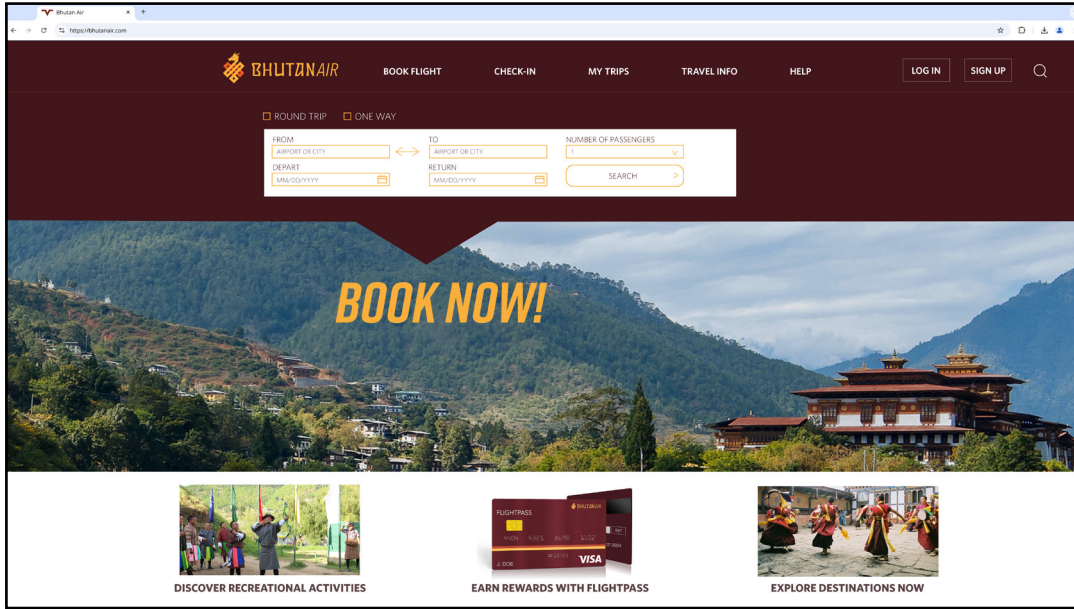 Bhutan Air
https://bhutanair.com
BHUTANAIR
BOOK FLIGHT
CHECK-IN
MY TRIPS
TRAVEL INFO
HELP
LOG IN
SIGN UP
ROUND TRIP
ONE WAY
FROM
TO
NUMBER OF PASSENGERS
AIRPORT OR CITY
AIRPORT OR CITY
1
DEPART
RETURN
MM/DD/YYYY
MM/DD/YYYY
SEARCH
BOOK NOW!
FLIGHTPASS
BHUTANAIR
J. DOE
VISA
DISCOVER RECREATIONAL ACTIVITIES
EARN REWARDS WITH FLIGHTPASS
EXPLORE DESTINATIONS NOW